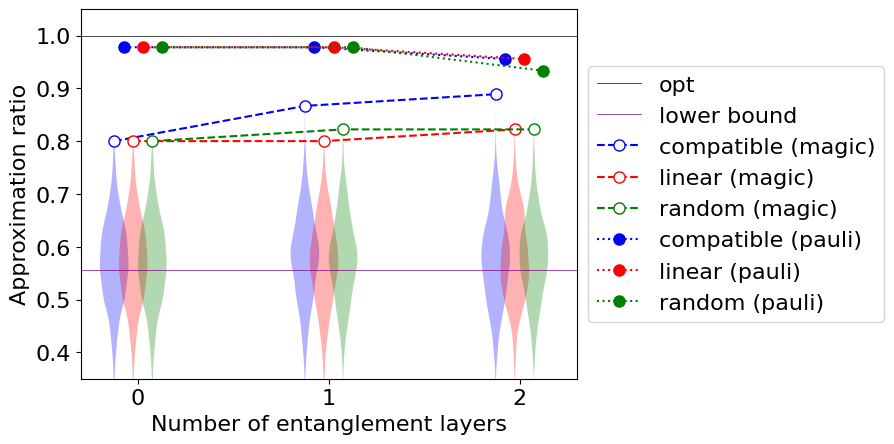 1.0
0.9
0.8
0.7
0.6
0.5
0.4
Approximation ratio
0 1 2
Number of entanglement layers
opt
lower bound
compatible (magic)
linear (magic)
random (magic)
compatible (pauli)
linear (pauli)
random (pauli)